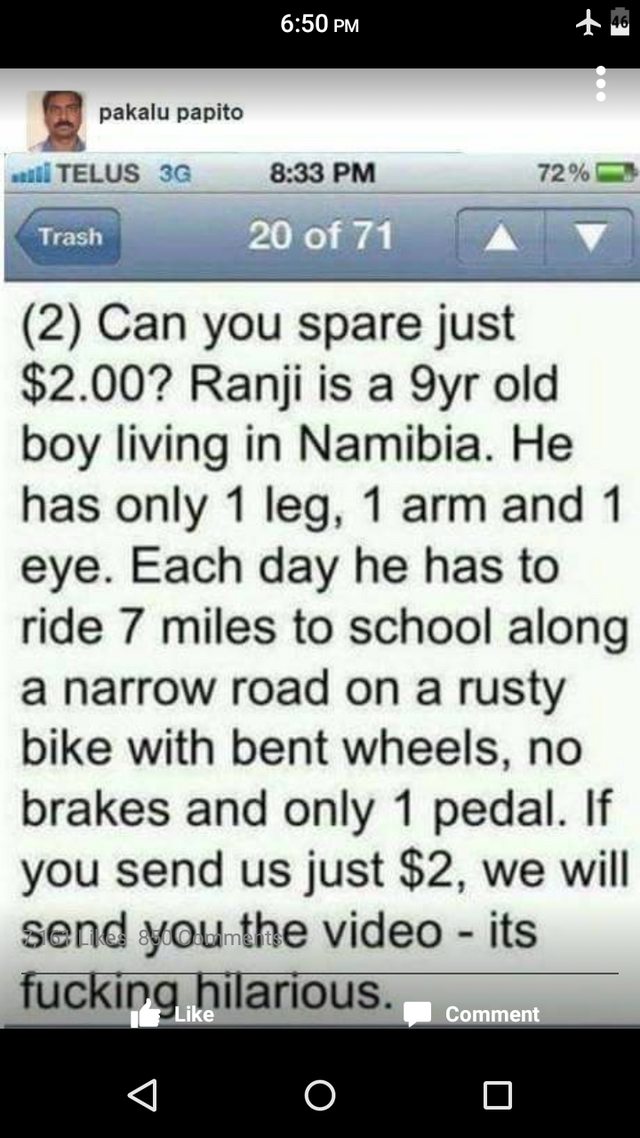 6:50 PM
46
pakalu papito
TELUS 3G 8:33 PM 72%
Trash 20 of 71
(2) Can you spare just
$2.00? Ranji is a 9yr old
boy living in Namibia. He
has only 1 leg, 1 arm and 1
eye. Each day he has to
ride 7 miles to school along
a narrow road on a rusty
bike with bent wheels, no
brakes and only 1 pedal. If
you send us just $2, we will
send you the video - its
Likes 850 Comments
fucking hilarious.
Like Comment